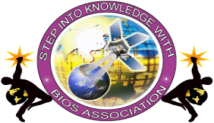 STEP INTO KNOWLEDGE WITH
BIOS ASSOCIATION